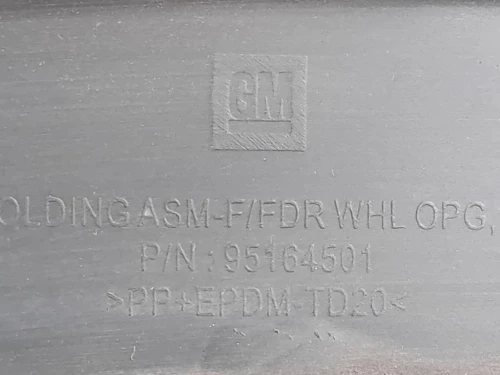 GM
OLDING ASM-F/FDR WHL OPG,
P/N : 95164501
>PP+EPDM-TD20<